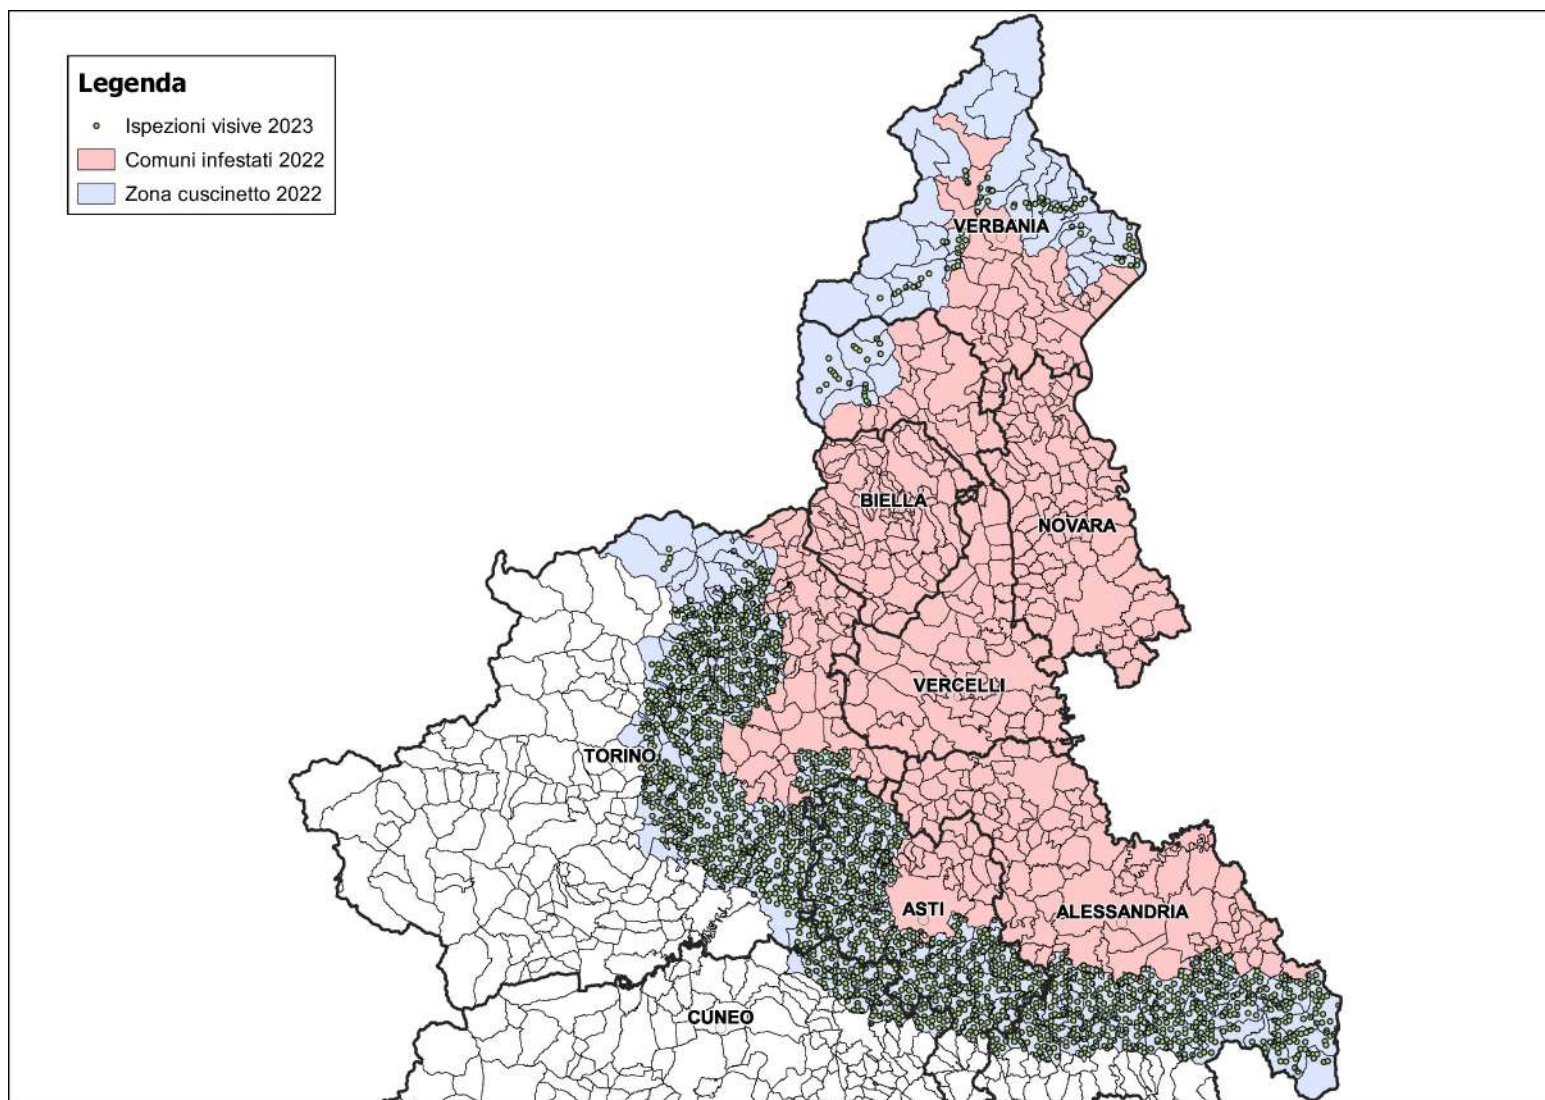 Legenda
Ispezioni visive 2023
Comuni infestati 2022
Zona cuscinetto 2022
VERBANIA
BIELLA
NOVARA
VERCELLI
TORINO
ASTI
ALESSANDRIA
CUNEO